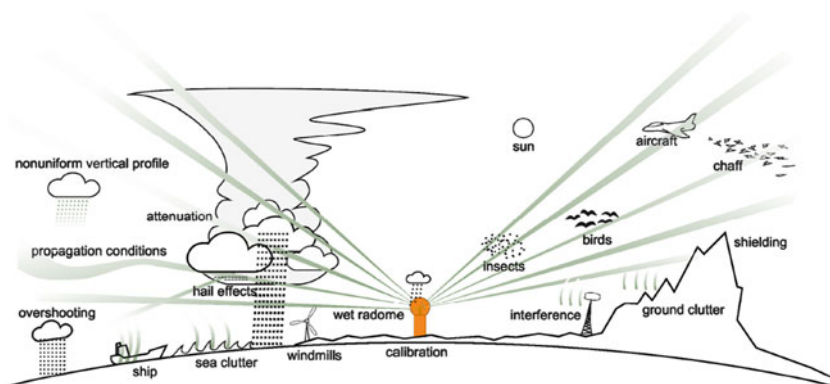 sun
aircraft
chaff
nonuniform vertical profile
attenuation
birds
shielding
propagation conditions
insects
hail effects
overshooting
wet radome
interference
ground clutter
ship
sea clutter
windmills
calibration